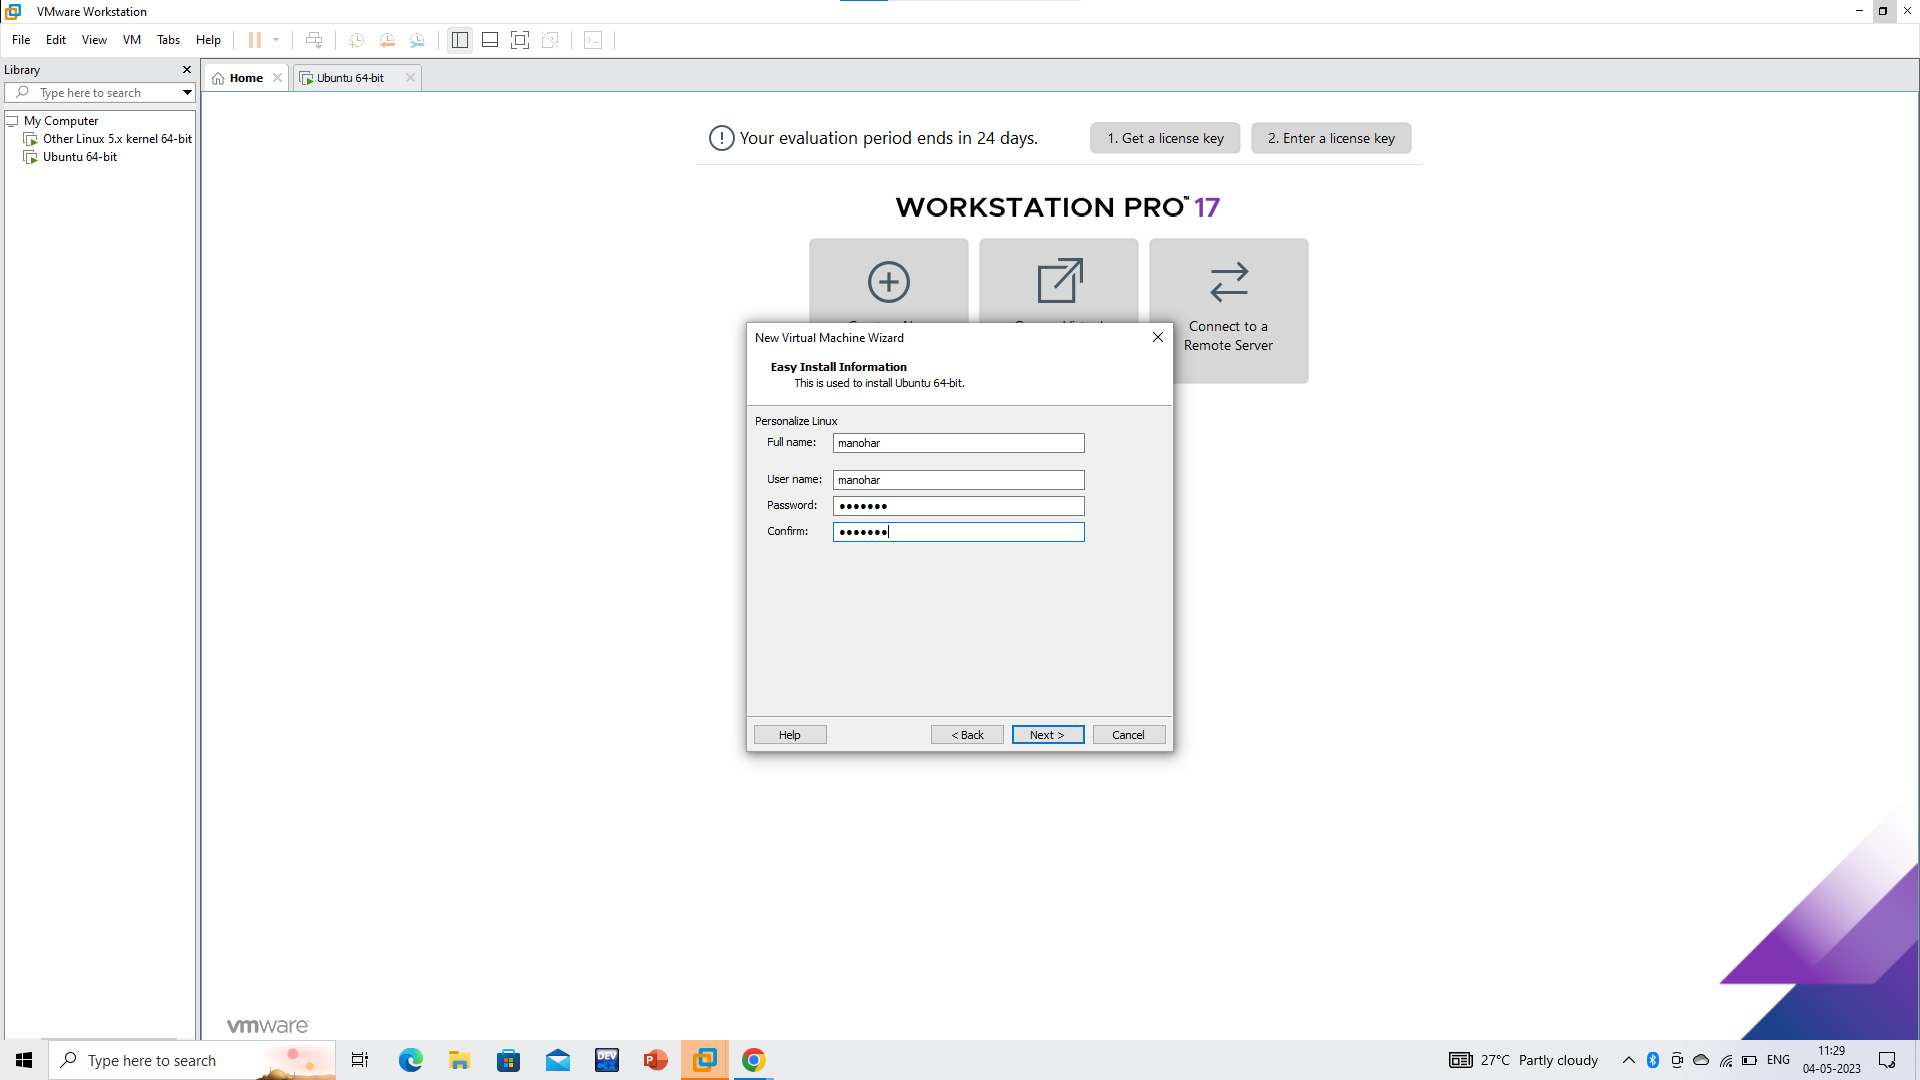 VMware Workstation
File Edit View VM Tabs Help
Library
Type here to search
My Computer
Other Linux 5.x kernel 64-bit
Ubuntu 64-bit
Home
Ubuntu 64-bit
Your evaluation period ends in 24 days.
1. Get a license key
2. Enter a license key
WORKSTATION PRO™ 17
Connect to a
Remote Server
New Virtual Machine Wizard
Easy Install Information
This is used to install Ubuntu 64-bit.
Personalize Linux
Full name: manohar
User name: manohar
Password: ●●●●●●●
Confirm: ●●●●●●●
Help < Back Next > Cancel
vmware
Type here to search
DEV
27°C Partly cloudy
ENG
11:29
04-05-2023